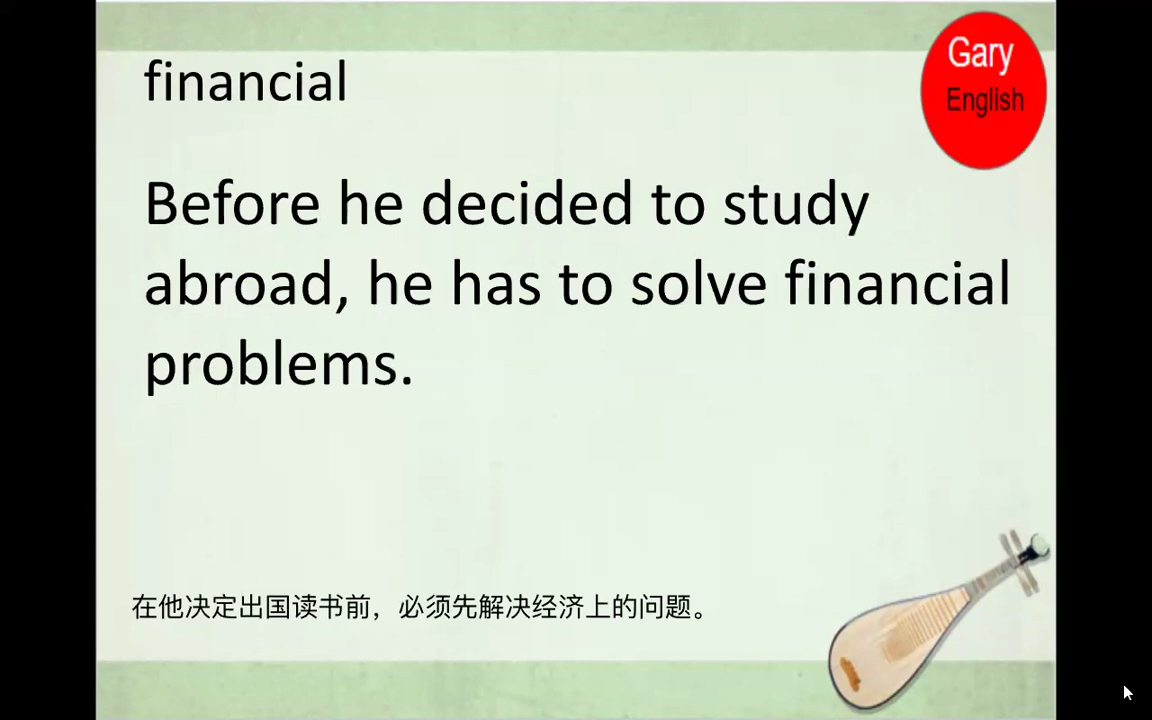 financial
Gary
English
Before he decided to study
abroad, he has to solve financial
problems.
在他决定出国读书前，必须先解决经济上的问题。